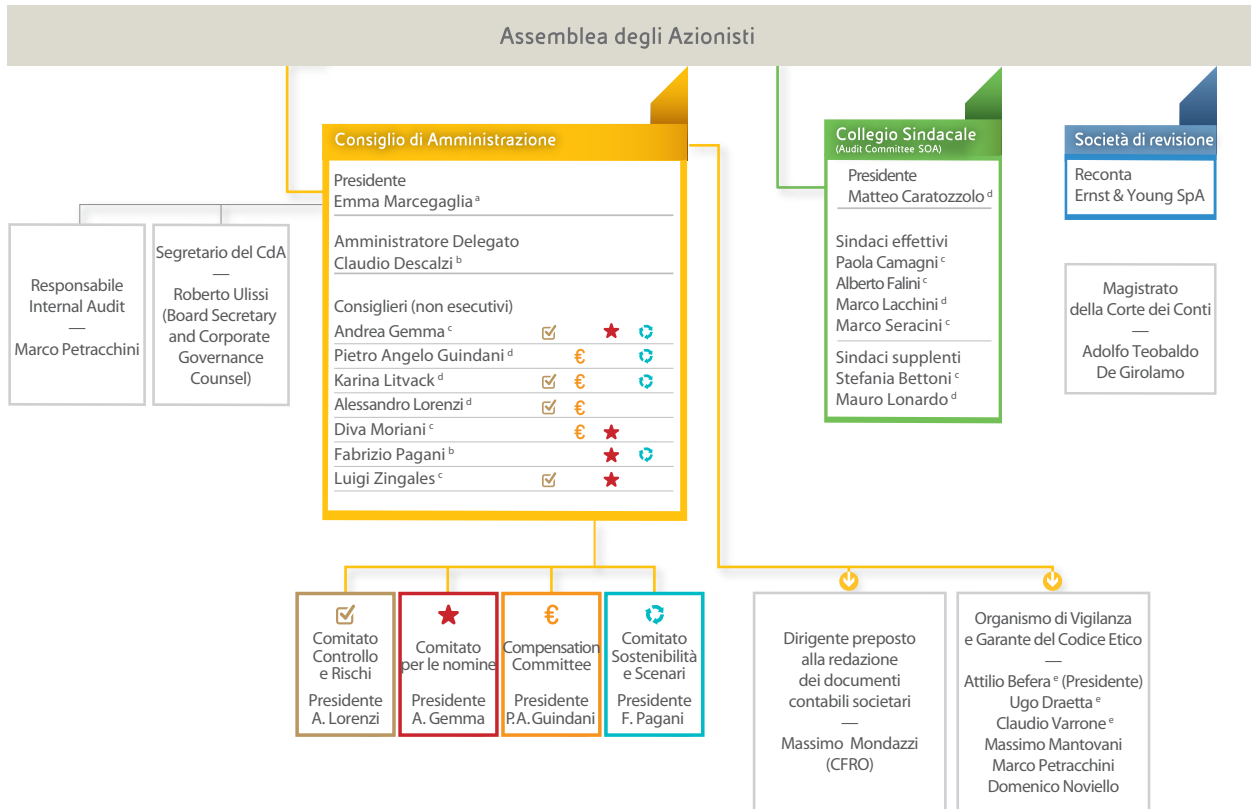 Assemblea degli Azionisti
Consiglio di Amministrazione
Presidente
Emma Marcegaglia a
Amministratore Delegato
Claudio Descalzi b
Consiglieri (non esecutivi)
Andrea Gemma c
Pietro Angelo Guindani d
€
Karina Litvack d
€
Alessandro Lorenzi d
€
Diva Moriani c
€
Fabrizio Pagani b
Luigi Zingales c
Collegio Sindacale
(Audit Committee SOA)
Presidente
Matteo Caratozzolo d
Sindaci effettivi
Paola Camagni c
Alberto Falini c
Marco Lacchini d
Marco Seracini c
Sindaci supplenti
Stefania Bettoni c
Mauro Lonardo d
Società di revisione
Reconta
Ernst & Young SpA
Responsabile
Internal Audit
—
Marco Petracchini
Segretario del CdA
—
Roberto Ulissi
(Board Secretary
and Corporate
Governance
Counsel)
Magistrato
della Corte dei Conti
—
Adolfo Teobaldo
De Girolamo
Comitato
Controllo
e Rischi
Presidente
A. Lorenzi
Comitato
per le nomine
Presidente
A. Gemma
€
Compensation
Committee
Presidente
P.A. Guindani
Comitato
Sostenibilità
e Scenari
Presidente
F. Pagani
Dirigente preposto
alla redazione
dei documenti
contabili societari
—
Massimo Mondazzi
(CFRO)
Organismo di Vigilanza
e Garante del Codice Etico
—
Attilio Befera e (Presidente)
Ugo Draetta e
Claudio Varrone e
Massimo Mantovani
Marco Petracchini
Domenico Noviello